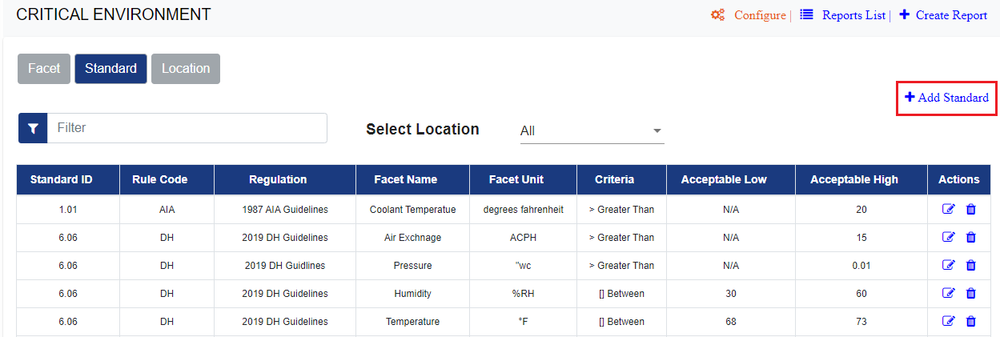 CRITICAL ENVIRONMENT
Configure | Reports List | + Create Report
Facet Standard Location
+ Add Standard
Filter Select Location All
Standard ID Rule Code Regulation Facet Name Facet Unit Criteria Acceptable Low Acceptable High Actions
1.01 AIA 1987 AIA Guidelines Coolant Temperatue degrees fahrenheit > Greater Than N/A 20
6.06 DH 2019 DH Guidelines Air Exchnage ACPH > Greater Than N/A 15
6.06 DH 2019 DH Guidlines Pressure "wc > Greater Than N/A 0.01
6.06 DH 2019 DH Guidelines Humidity %RH [] Between 30 60
6.06 DH 2019 DH Guidelines Temperature °F [] Between 68 73